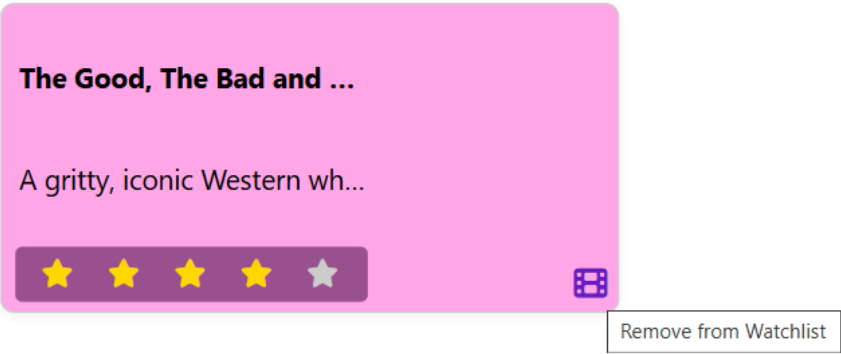 The Good, The Bad and ...
A gritty, iconic Western wh...
Remove from Watchlist